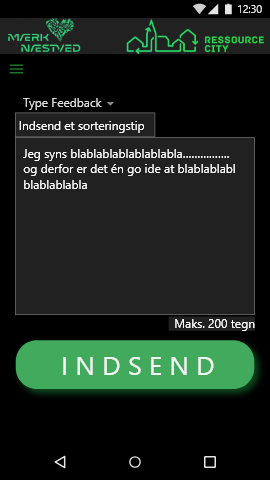 12:30
MÆRK
NÆSTVED
RESSOURCE
CITY
Type Feedback
Indsend et sorteringstip
Jeg syns blablablablablablabla................
og derfor er det én go ide at blablablabl
blablablabla
Maks. 200 tegn
INDSEND